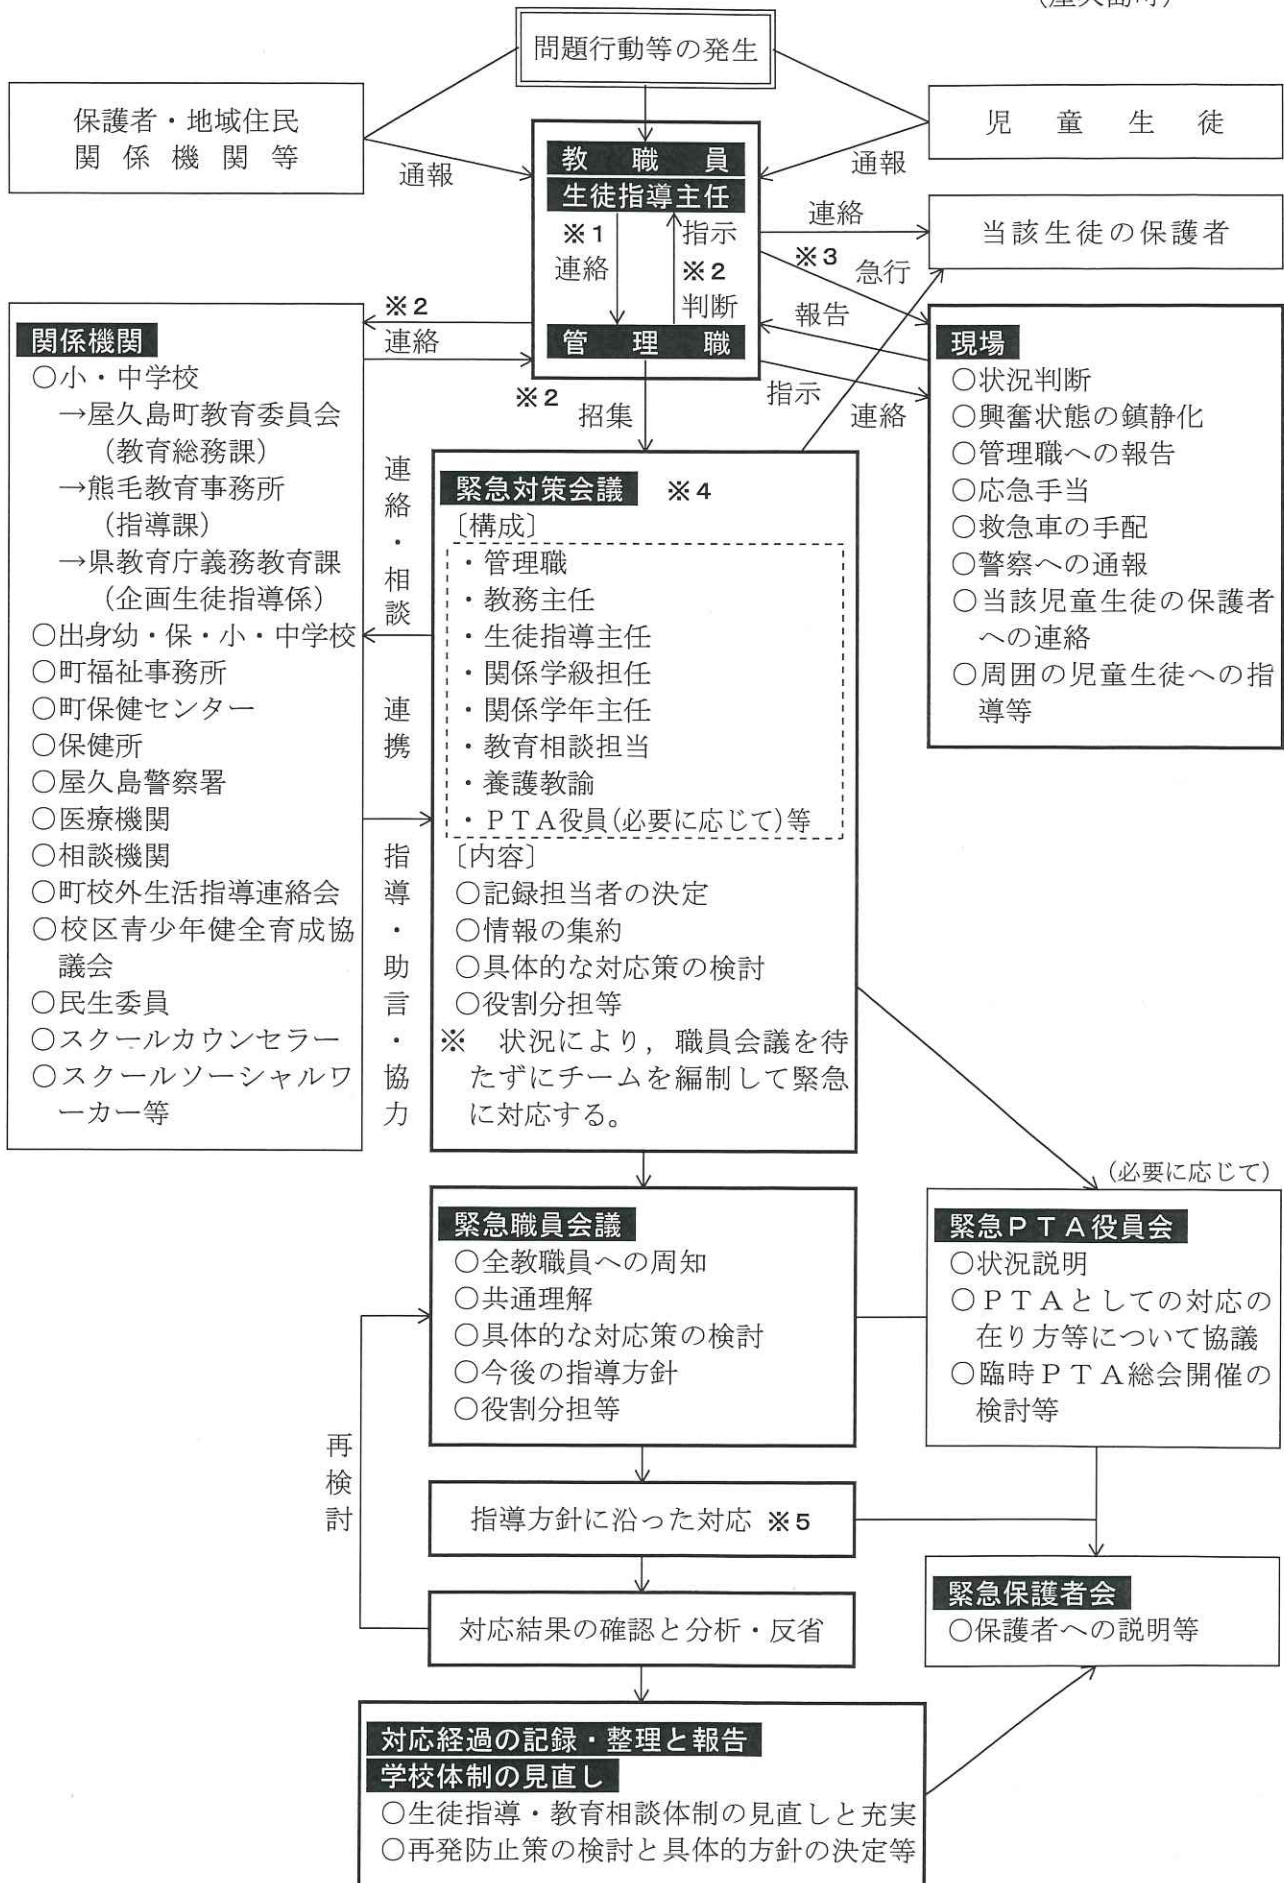 問題行動等の発生
保護者・地域住民
関係機関等
児童生徒
通報
通報
教職員
生徒指導主任
※1
連絡
指示
※2
判断
管理職
連絡
当該生徒の保護者
※3
急行
報告
指示
連絡
※2
連絡
※2
招集
関係機関
○小・中学校
→屋久島町教育委員会
(教育総務課)
→熊毛教育事務所
(指導課)
→県教育庁義務教育課
(企画生徒指導係)
○出身幼・保・小・中学校
○町福祉事務所
○町保健センター
○保健所
○屋久島警察署
○医療機関
○相談機関
○町校外生活指導連絡会
○校区青少年健全育成協
議会
○民生委員
○スクールカウンセラー
○スクールソーシャルワ
ーカー等
連絡・相談
連携
指導・助言・協力
緊急対策会議 ※4
〔構成〕
・管理職
・教務主任
・生徒指導主任
・関係学級担任
・関係学年主任
・教育相談担当
・養護教諭
・PTA役員(必要に応じて)等
〔内容〕
○記録担当者の決定
○情報の集約
○具体的な対応策の検討
○役割分担等
※ 状況により，職員会議を待
たずにチームを編制して緊急
に対応する。
現場
○状況判断
○興奮状態の鎮静化
○管理職への報告
○応急手当
○救急車の手配
○警察への通報
○当該児童生徒の保護者
への連絡
○周囲の児童生徒への指
導等
緊急職員会議
○全教職員への周知
○共通理解
○具体的な対応策の検討
○今後の指導方針
○役割分担等
(必要に応じて)
緊急PTA役員会
○状況説明
○PTAとしての対応の
在り方等について協議
○臨時PTA総会開催の
検討等
再検討
指導方針に沿った対応 ※5
対応結果の確認と分析・反省
緊急保護者会
○保護者への説明等
対応経過の記録・整理と報告
学校体制の見直し
○生徒指導・教育相談体制の見直しと充実
○再発防止策の検討と具体的方針の決定等